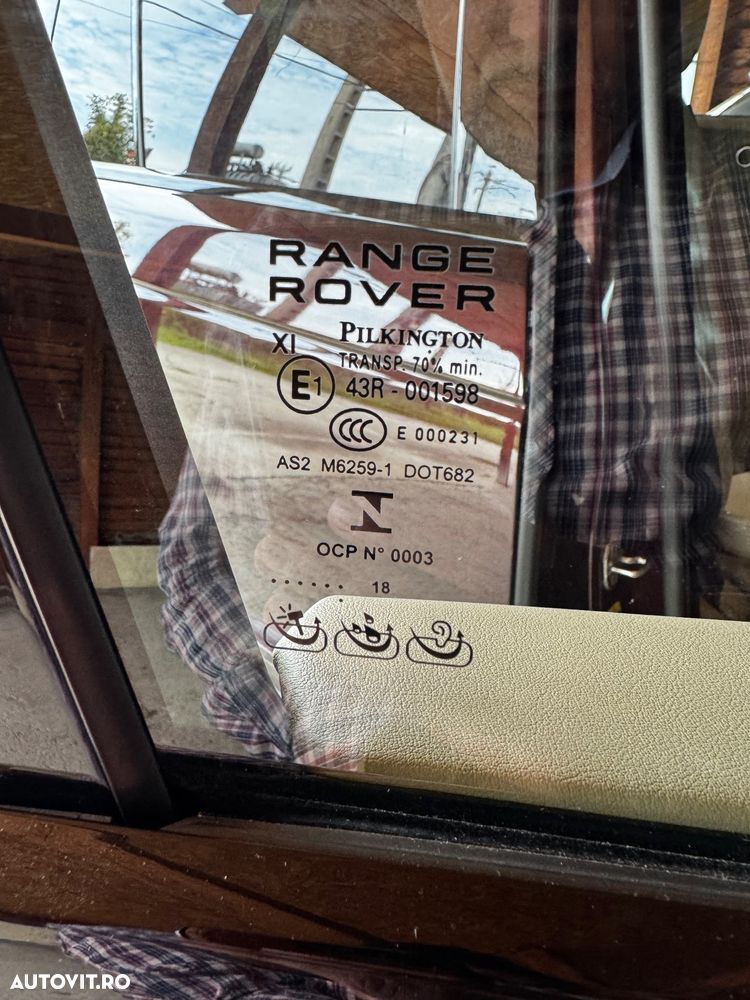 RANGE
ROVER
PILKINGTON
XI
TRANSP. 70% min.
E1 43R - 001598
CCC E 000231
AS2 M6259-1 DOT682
OCP N° 0003
. . . . . . 18
.
AUTOVIT.RO